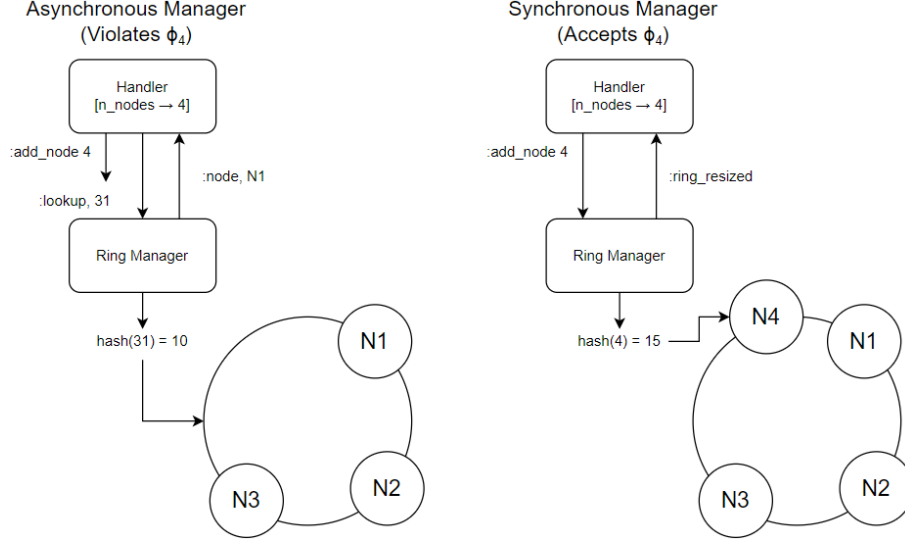 Asynchronous Manager
(Violates ϕ₄)
Handler
[n_nodes → 4]
:add_node 4
:lookup, 31
:node, N1
Ring Manager
hash(31) = 10
N1
N2
N3
Synchronous Manager
(Accepts ϕ₄)
Handler
[n_nodes → 4]
:add_node 4
:ring_resized
Ring Manager
hash(4) = 15
N4
N1
N2
N3